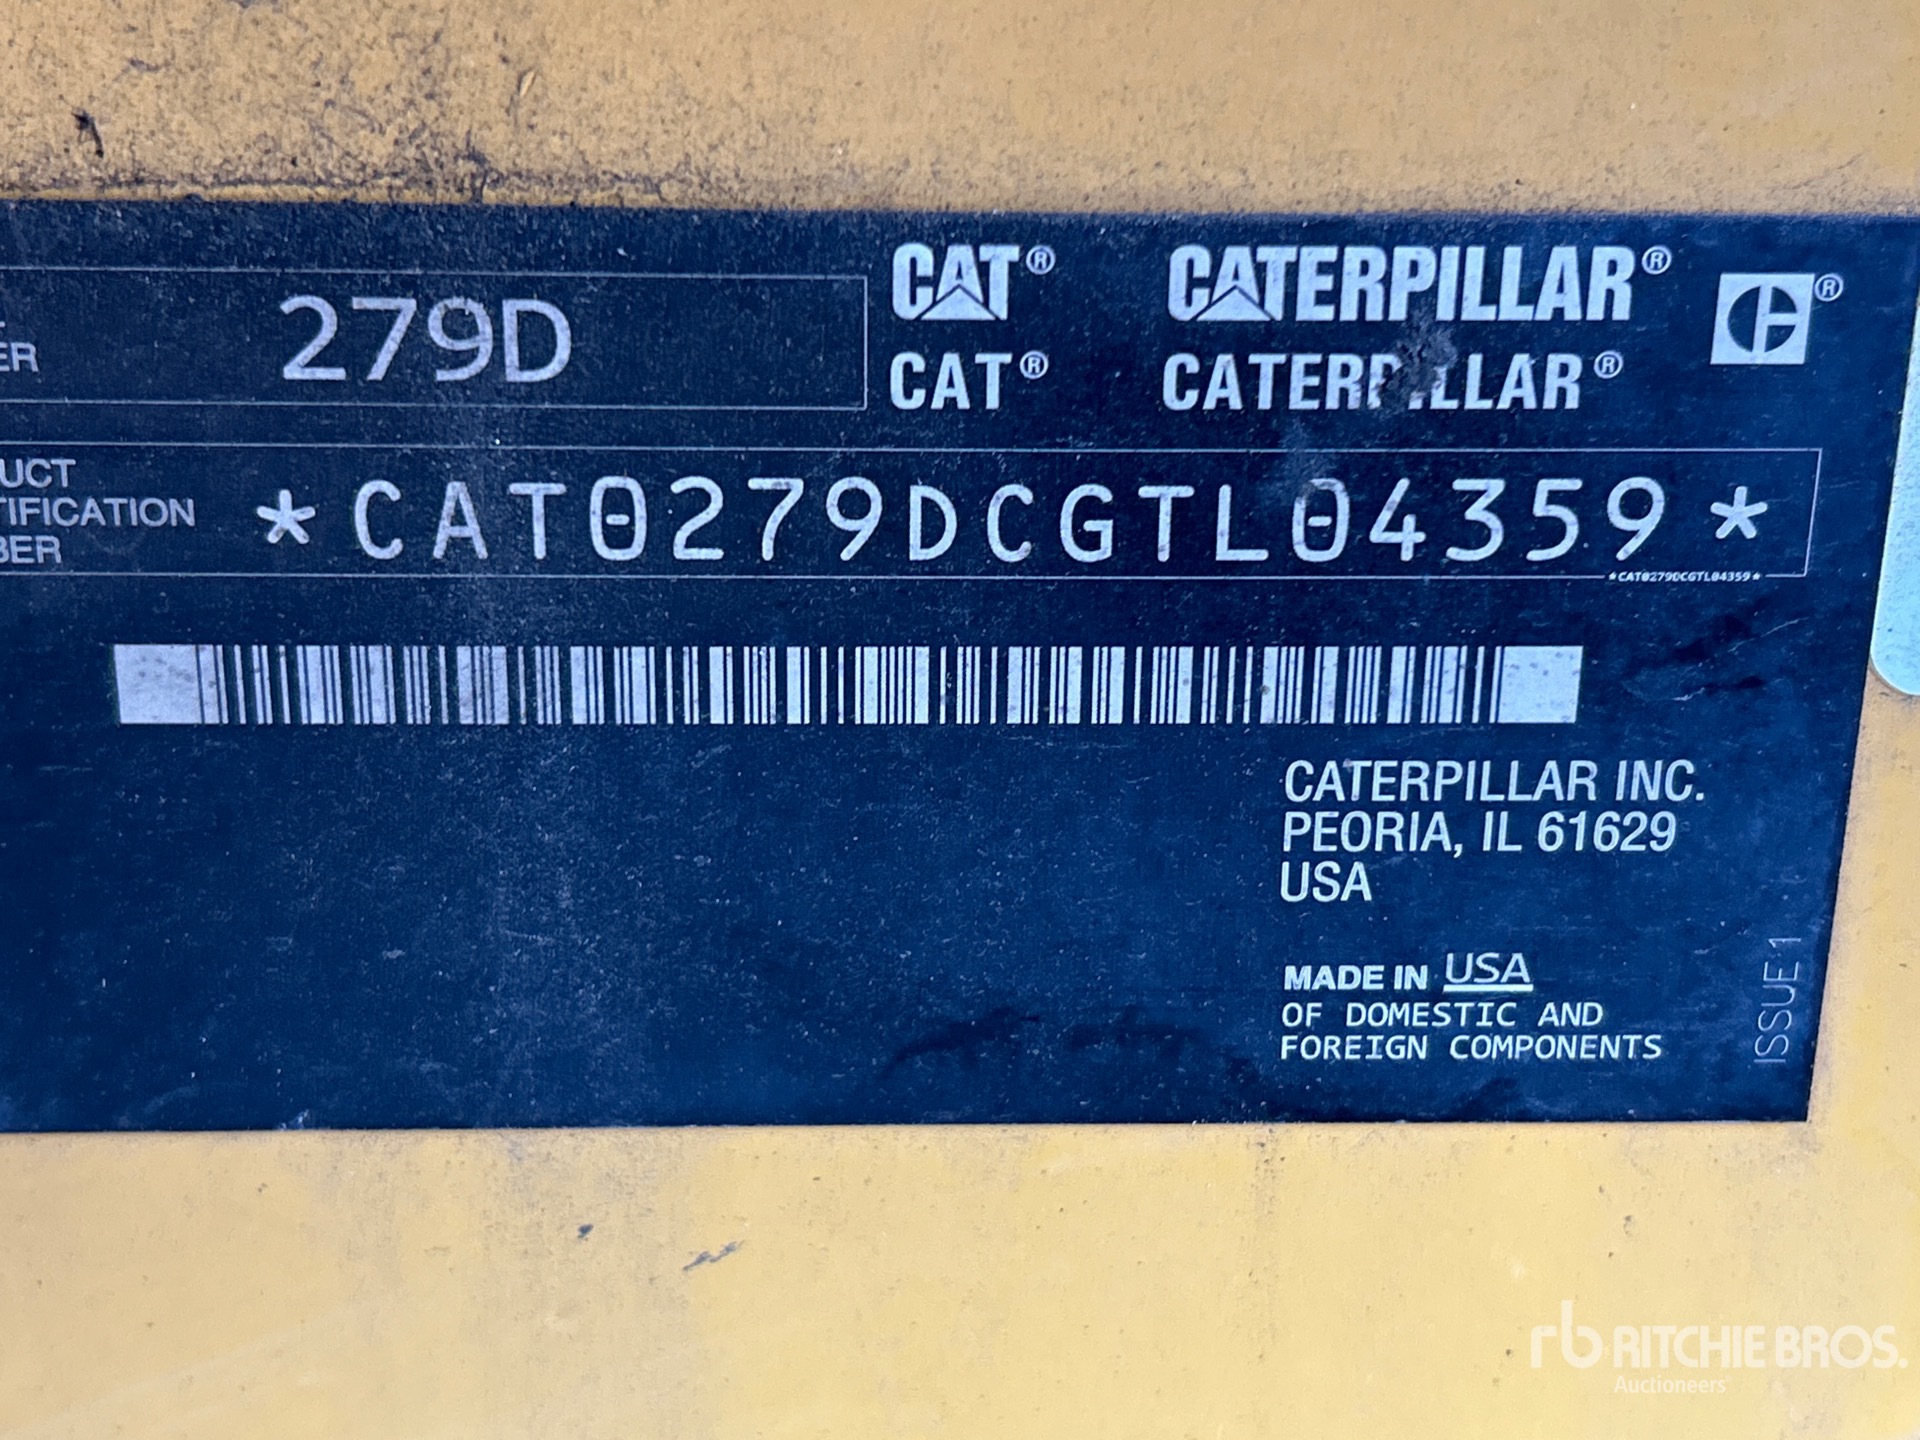 CAT® CATERPILLAR® ®
279D
ER
CAT® CATERPILLAR®
UCT
TIFICATION
BER
*CAT0279DCGTL04359*
*CAT0279DCGTL04359*
CATERPILLAR INC.
PEORIA, IL 61629
USA
MADE IN USA
OF DOMESTIC AND
FOREIGN COMPONENTS
ISSUE 1
rb RITCHIE BROS.
Auctioneers